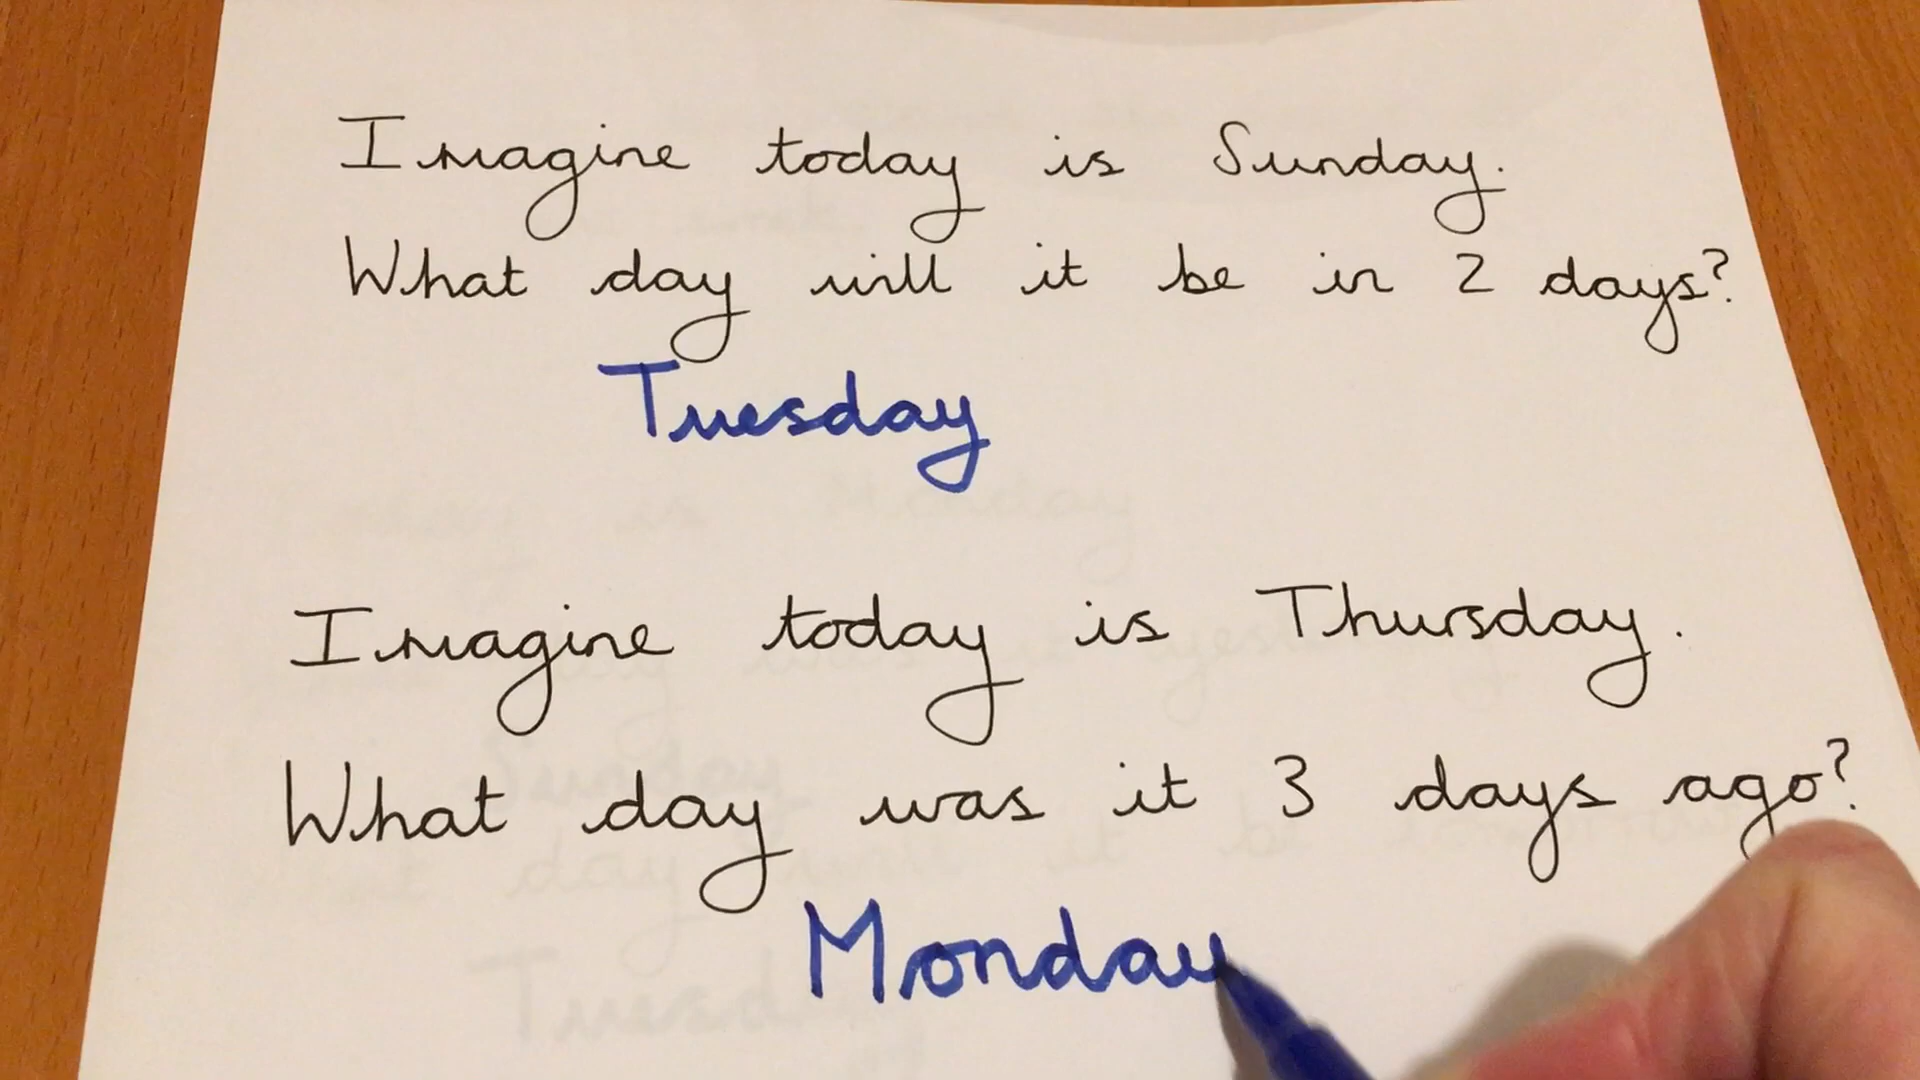 Imagine today is Sunday.
What day will it be in 2 days?
Tuesday
Imagine today is Thursday.
What day was it 3 days ago?
Monday